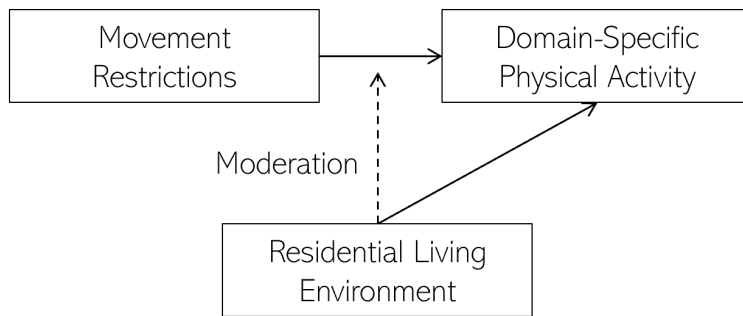 Movement
Restrictions
Domain-Specific
Physical Activity
Moderation
Residential Living
Environment